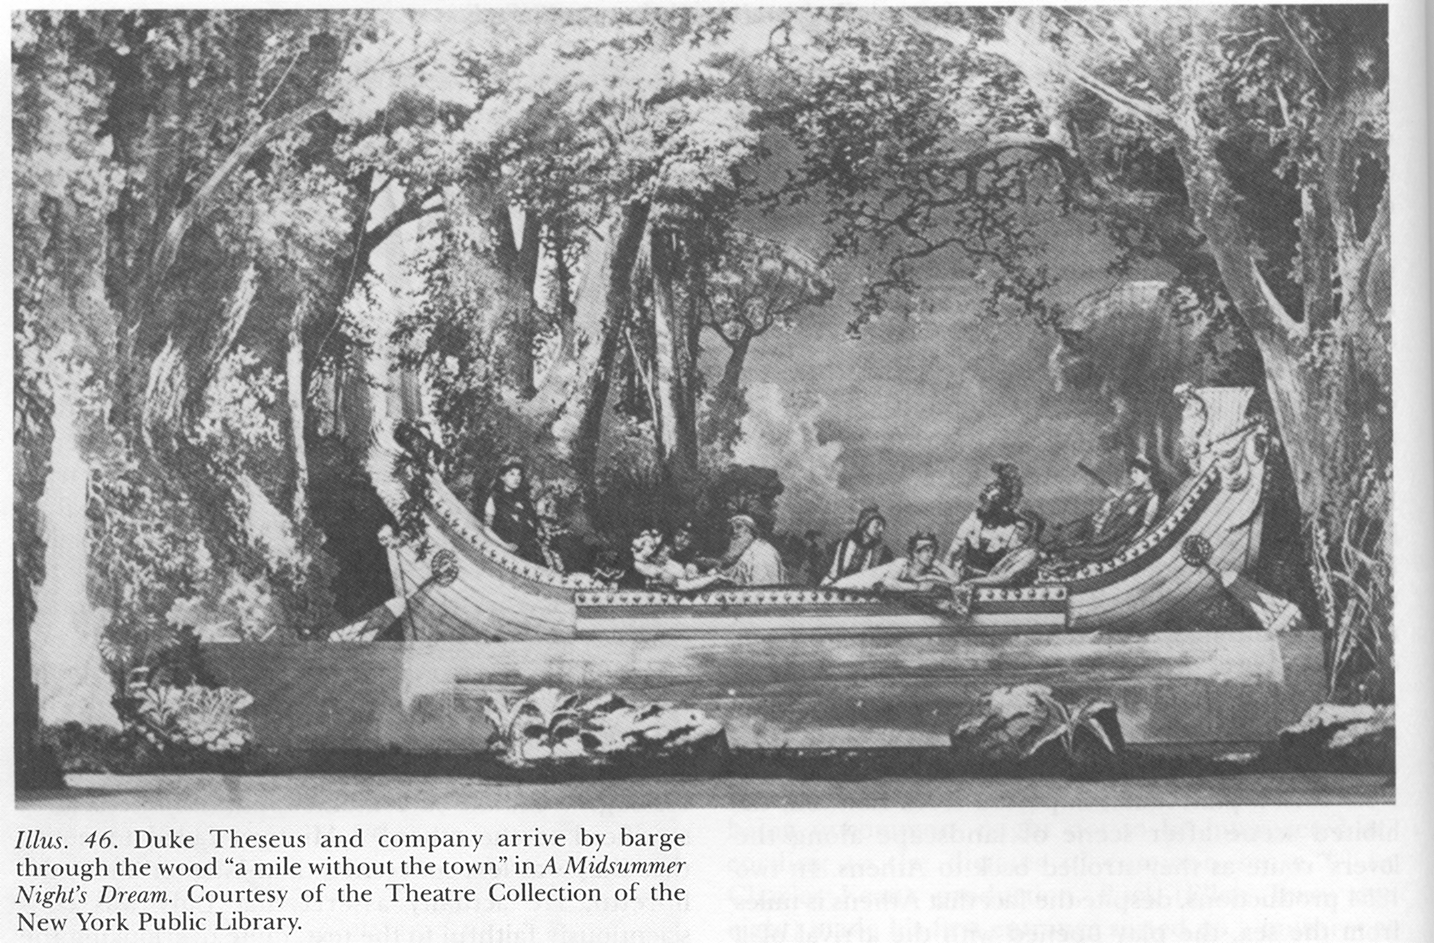 Illus. 46. Duke Theseus and company arrive by barge
through the wood "a mile without the town" in A Midsummer
Night's Dream. Courtesy of the Theatre Collection of the
New York Public Library.